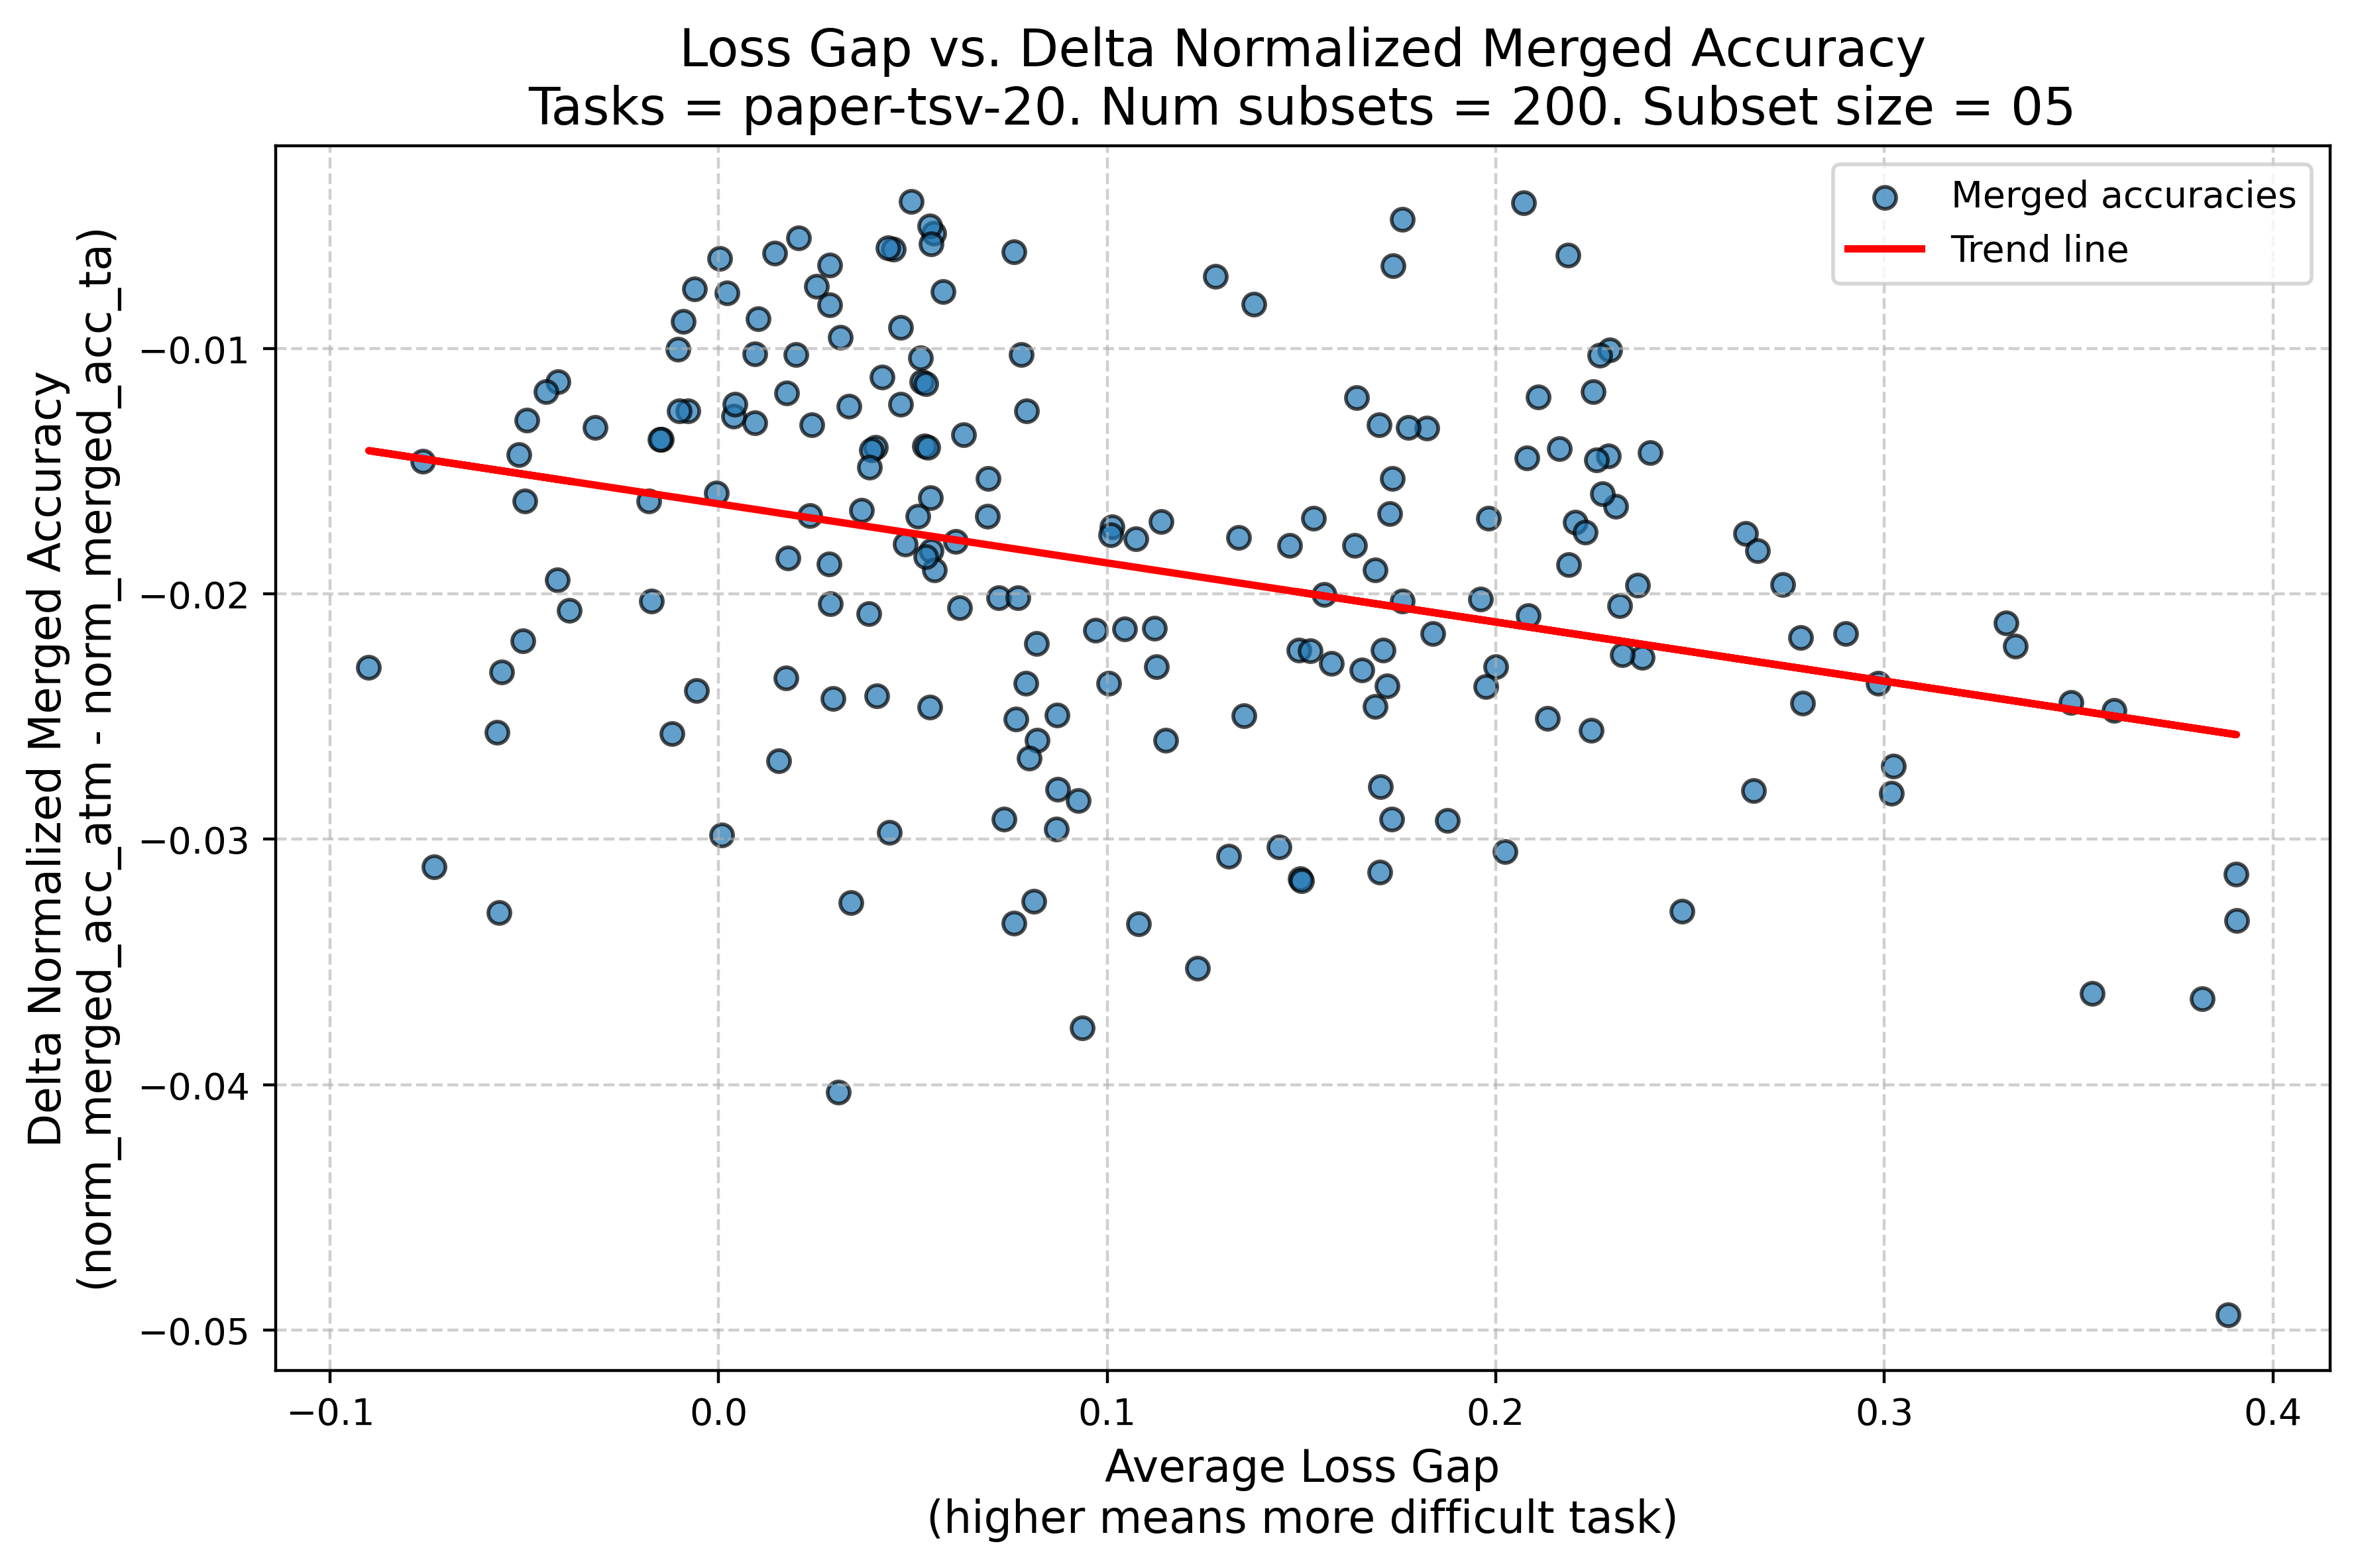 Loss Gap vs. Delta Normalized Merged Accuracy
Tasks = paper-tsv-20. Num subsets = 200. Subset size = 05
Merged accuracies
Trend line
Delta Normalized Merged Accuracy
(norm_merged_acc_atm - norm_merged_acc_ta)
−0.01
−0.02
−0.03
−0.04
−0.05
−0.1
0.0
0.1
0.2
0.3
0.4
Average Loss Gap
(higher means more difficult task)